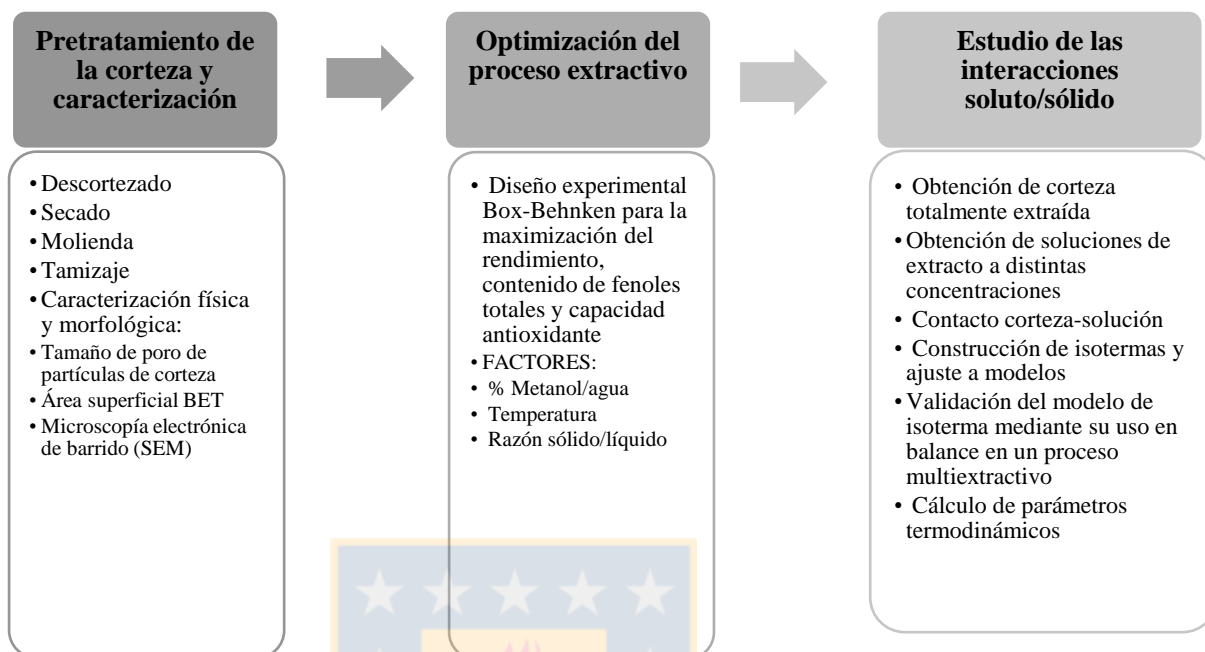 Pretratamiento de
la corteza y
caracterización
• Descortezado
• Secado
• Molienda
• Tamizaje
• Caracterización física
y morfológica:
• Tamaño de poro de
partículas de corteza
• Área superficial BET
• Microscopía electrónica
de barrido (SEM)
Optimización del
proceso extractivo
• Diseño experimental
Box-Behnken para la
maximización del
rendimiento,
contenido de fenoles
totales y capacidad
antioxidante
• FACTORES:
• % Metanol/agua
• Temperatura
• Razón sólido/líquido
Estudio de las
interacciones
soluto/sólido
• Obtención de corteza
totalmente extraída
• Obtención de soluciones de
extracto a distintas
concentraciones
• Contacto corteza-solución
• Construcción de isotermas y
ajuste a modelos
• Validación del modelo de
isoterma mediante su uso en
balance en un proceso
multiextractivo
• Cálculo de parámetros
termodinámicos